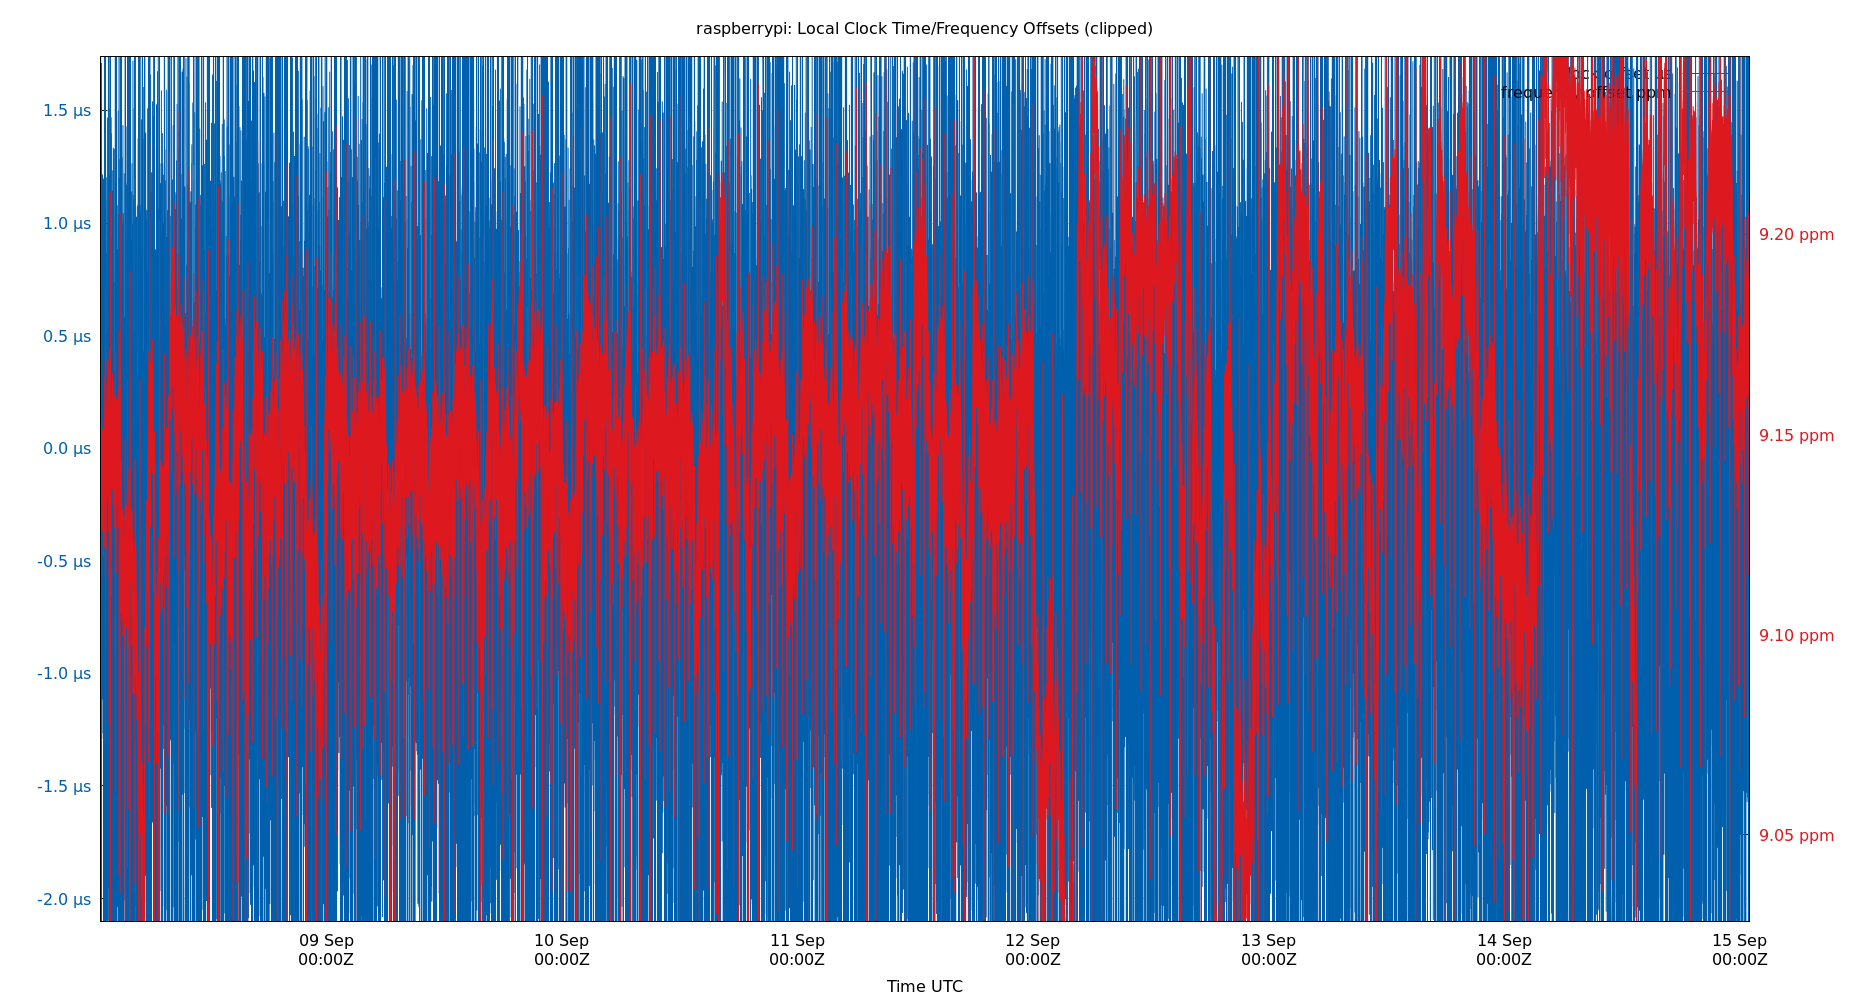 raspberrypi: Local Clock Time/Frequency Offsets (clipped)
frequency offset ppm
1.5 µs
1.0 µs
0.5 µs
0.0 µs
-0.5 µs
-1.0 µs
-1.5 µs
-2.0 µs
9.20 ppm
9.15 ppm
9.10 ppm
9.05 ppm
09 Sep 10 Sep 11 Sep 12 Sep 13 Sep 14 Sep 15 Sep
00:00Z 00:00Z 00:00Z 00:00Z 00:00Z 00:00Z 00:00Z
Time UTC